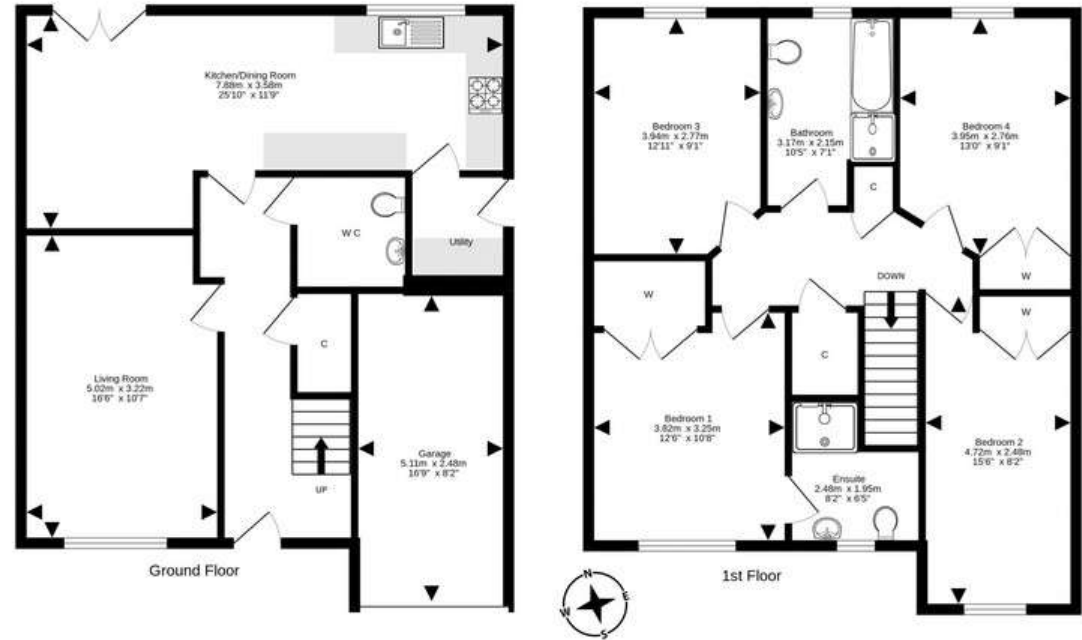 Kitchen/Dining Room
7.88m x 3.58m
25'10" x 11'9"
W C
Utility
C
Living Room
5.02m x 3.22m
16'6" x 10'7"
Garage
5.11m x 2.48m
16'9" x 8'2"
UP
Ground Floor
Bedroom 3
3.94m x 2.77m
12'11" x 9'1"
Bathroom
3.17m x 2.15m
10'5" x 7'1"
Bedroom 4
3.95m x 2.76m
13'0" x 9'1"
C
W
DOWN
W
W
C
Bedroom 1
3.82m x 3.25m
12'6" x 10'8"
Bedroom 2
4.72m x 2.48m
15'6" x 8'2"
Ensuite
2.48m x 1.95m
8'2" x 6'5"
1st Floor
N
E
W
S